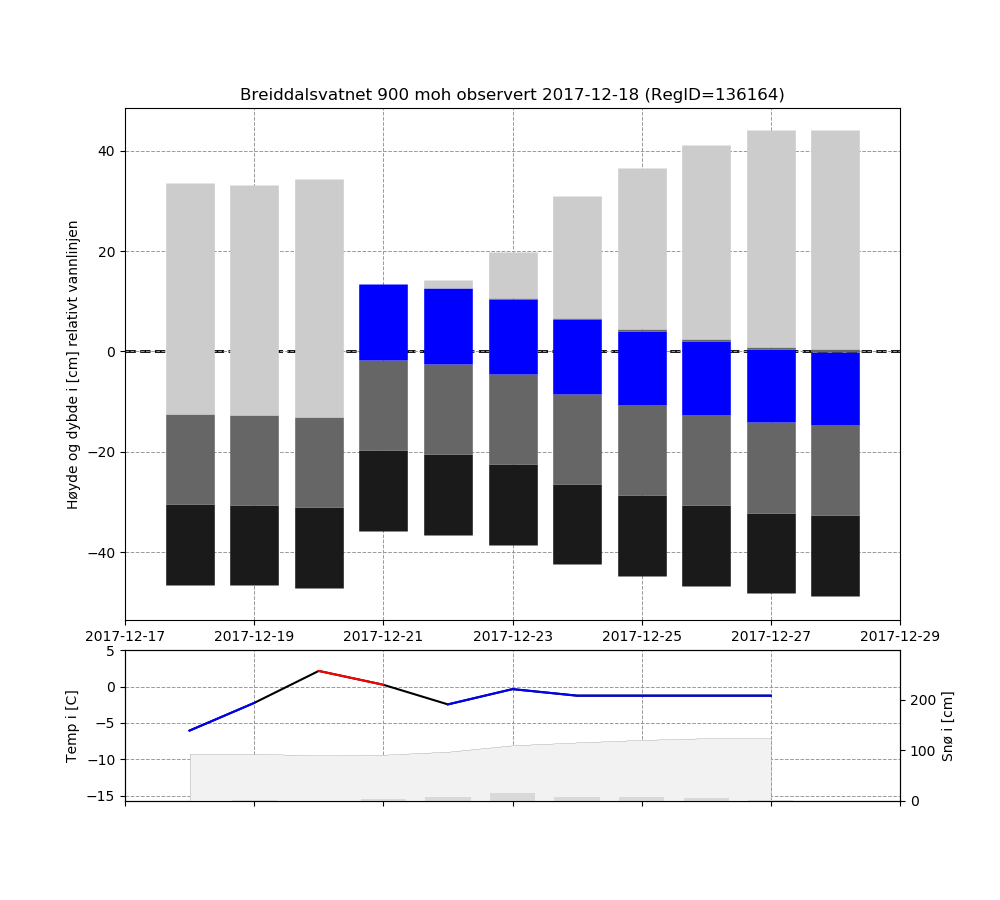 Breiddalsvatnet 900 moh observert 2017-12-18 (RegID=136164)
Høyde og dybde i [cm] relativt vannlinjen
40
20
0
−20
−40
2017-12-17 2017-12-19 2017-12-21 2017-12-23 2017-12-25 2017-12-27 2017-12-29
Temp i [C]
5
0
−5
−10
−15
200
100
0
Snø i [cm]